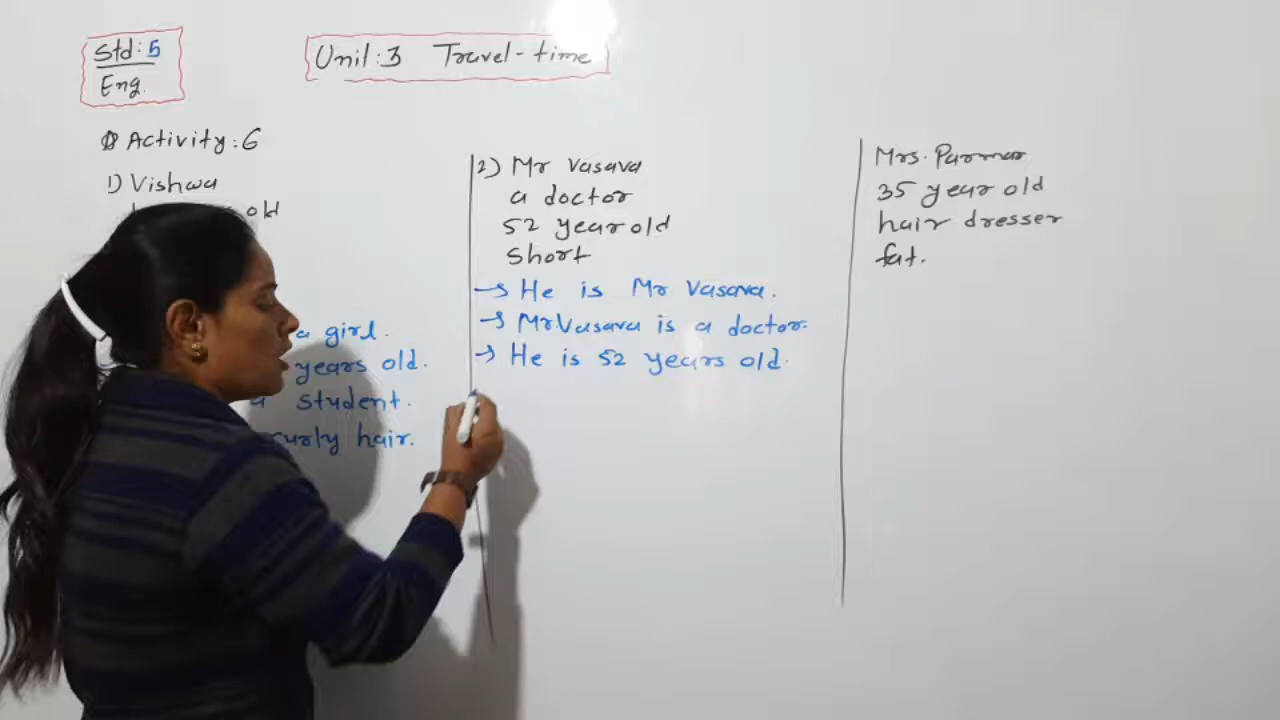 Std: 5
Eng.
Unit: 3 Travel-time
Activity: 6
1) Vishwa
old
a girl.
years old.
a student.
curly hair.
2) Mr Vasava
a doctor
52 year old
Short
→ He is Mr Vasava.
→ Mr.Vasava is a doctor.
→ He is 52 years old.
Mrs. Parmar
35 year old
hair dresser
fat.